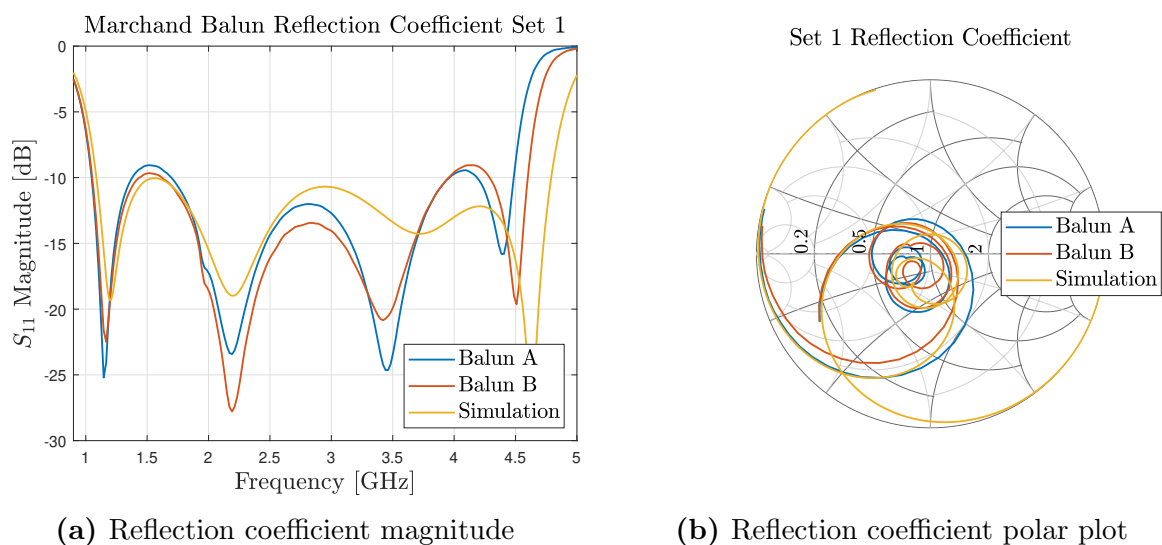 Marchand Balun Reflection Coefficient Set 1
0
-5
-10
-15
-20
-25
-30
S11 Magnitude [dB]
1 1.5 2 2.5 3 3.5 4 4.5 5
Frequency [GHz]
Balun A
Balun B
Simulation
(a) Reflection coefficient magnitude
Set 1 Reflection Coefficient
0.2 0.5 1 2
Balun A
Balun B
Simulation
(b) Reflection coefficient polar plot